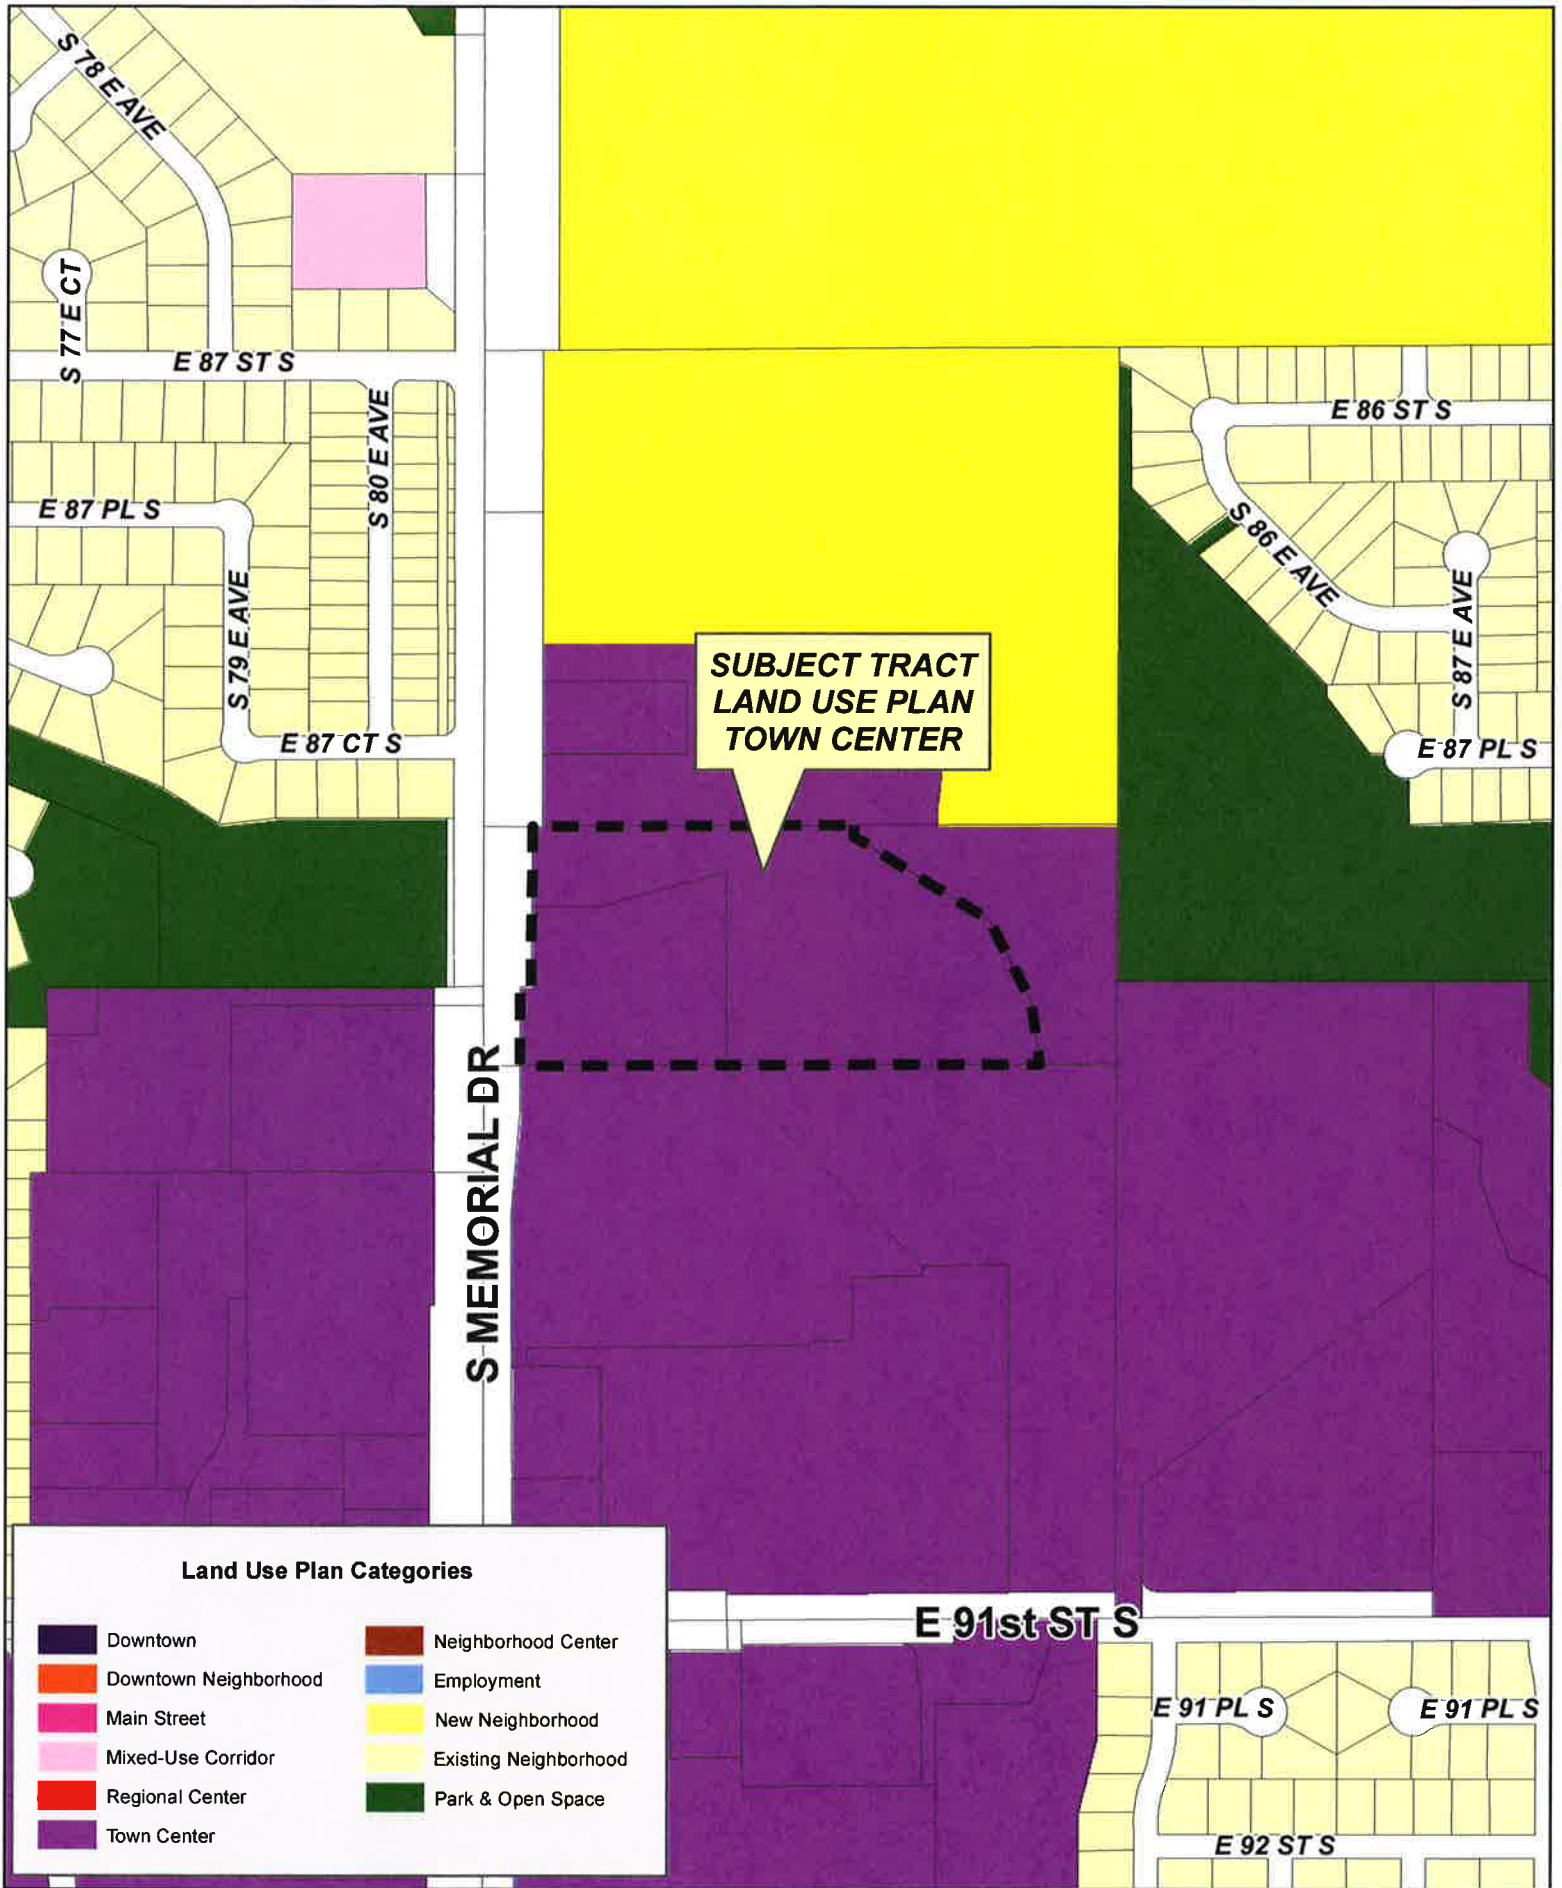 S 78 E AVE
S 77 E CT
E 87 ST S
S 80 E AVE
E 86 ST S
E 87 PL S
S 86 E AVE
S 79 E AVE
S 87 E AVE
SUBJECT TRACT
LAND USE PLAN
TOWN CENTER
E 87 CT S
E 87 PL S
S MEMORIAL DR
E 91st ST S
E 91 PL S
E 91 PL S
E 92 ST S
Land Use Plan Categories
Downtown
Downtown Neighborhood
Main Street
Mixed-Use Corridor
Regional Center
Town Center
Neighborhood Center
Employment
New Neighborhood
Existing Neighborhood
Park & Open Space